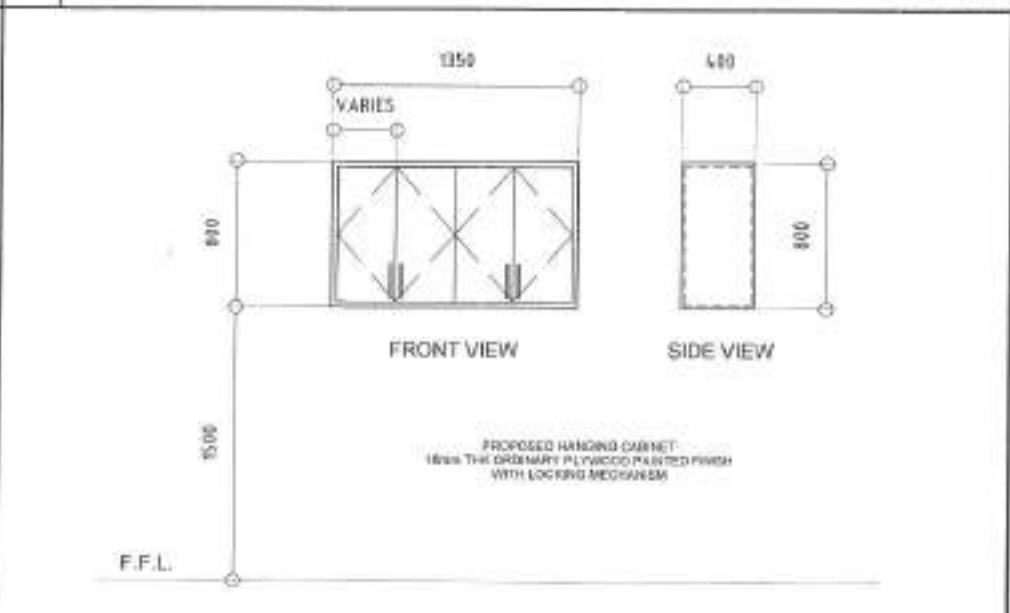 1350
400
VARIES
800
800
FRONT VIEW
SIDE VIEW
1500
PROPOSED HANGING CABINET
THK ORDINARY PLYWOOD PAINTED FINISH
WITH LOCKING MECHANISM
F.F.L.